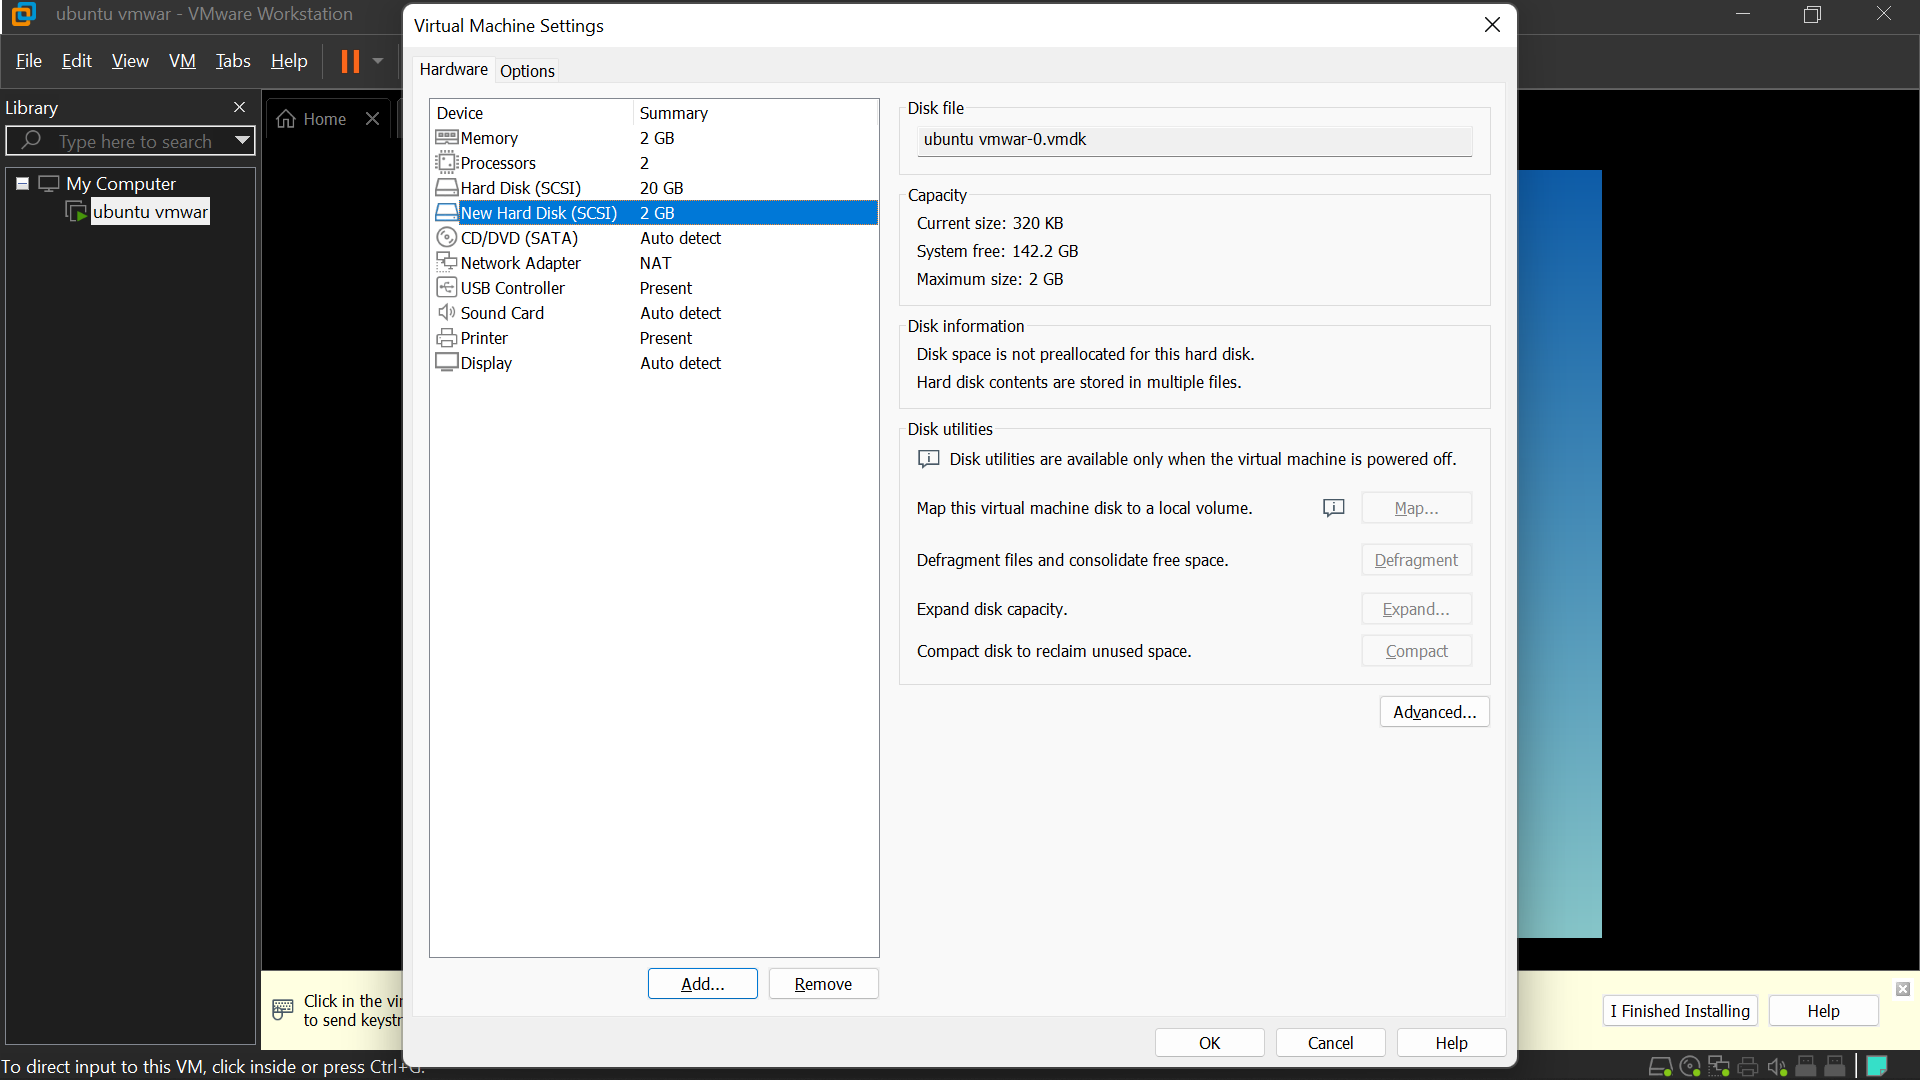 ubuntu vmwar - VMware Workstation
File Edit View VM Tabs Help
Library
Type here to search
My Computer
ubuntu vmwar
Home
Virtual Machine Settings
Hardware Options
Device Summary
Memory 2 GB
Processors 2
Hard Disk (SCSI) 20 GB
New Hard Disk (SCSI) 2 GB
CD/DVD (SATA) Auto detect
Network Adapter NAT
USB Controller Present
Sound Card Auto detect
Printer Present
Display Auto detect
Add... Remove
Disk file
ubuntu vmwar-0.vmdk
Capacity
Current size: 320 KB
System free: 142.2 GB
Maximum size: 2 GB
Disk information
Disk space is not preallocated for this hard disk.
Hard disk contents are stored in multiple files.
Disk utilities
Disk utilities are available only when the virtual machine is powered off.
Map this virtual machine disk to a local volume. Map...
Defragment files and consolidate free space. Defragment
Expand disk capacity. Expand...
Compact disk to reclaim unused space. Compact
Advanced...
OK Cancel Help
Click in the
to send
I Finished Installing Help
To direct input to this VM, click inside or press Ctrl+G.